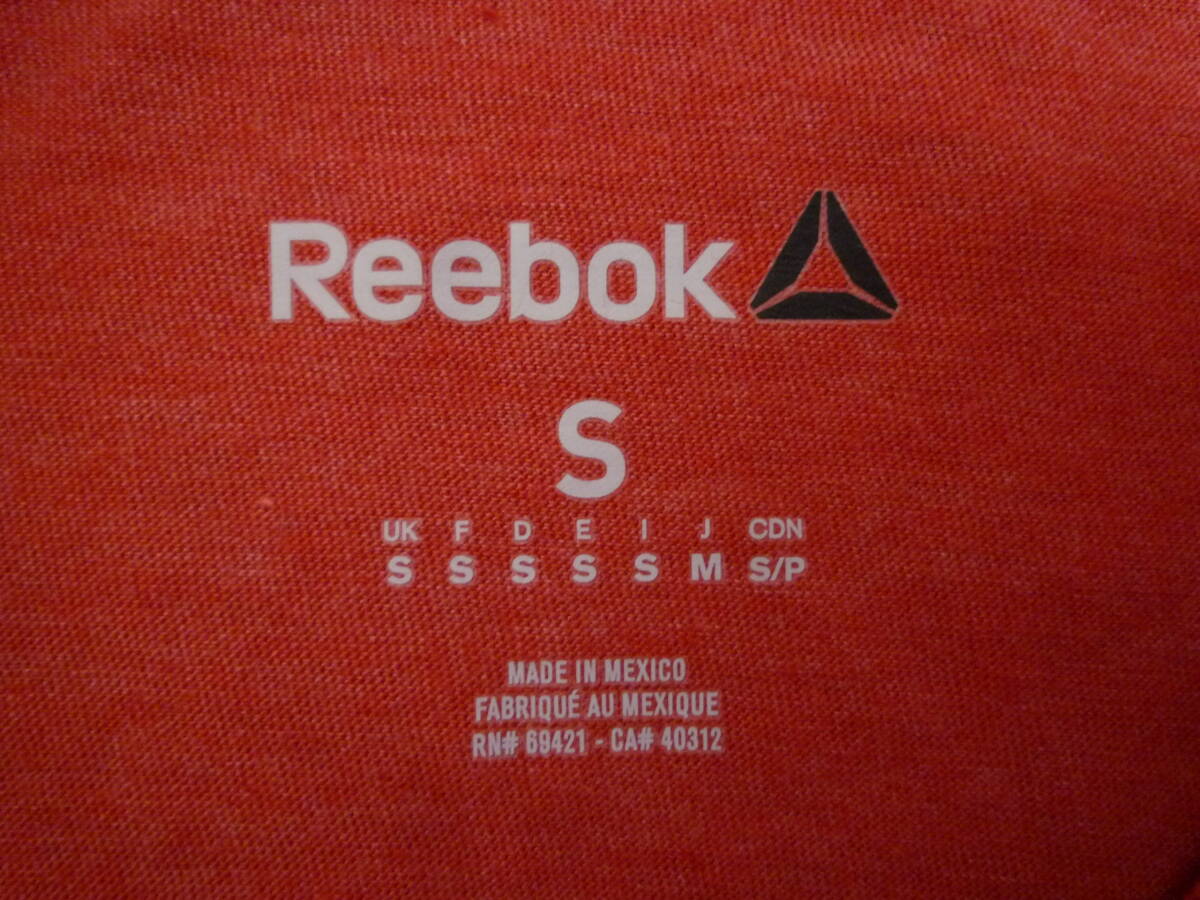 Reebok
S
UK F D E I J CDN
S S S S S M S/P
MADE IN MEXICO
FABRIQUÉ AU MEXIQUE
RN# 69421 - CA# 40312